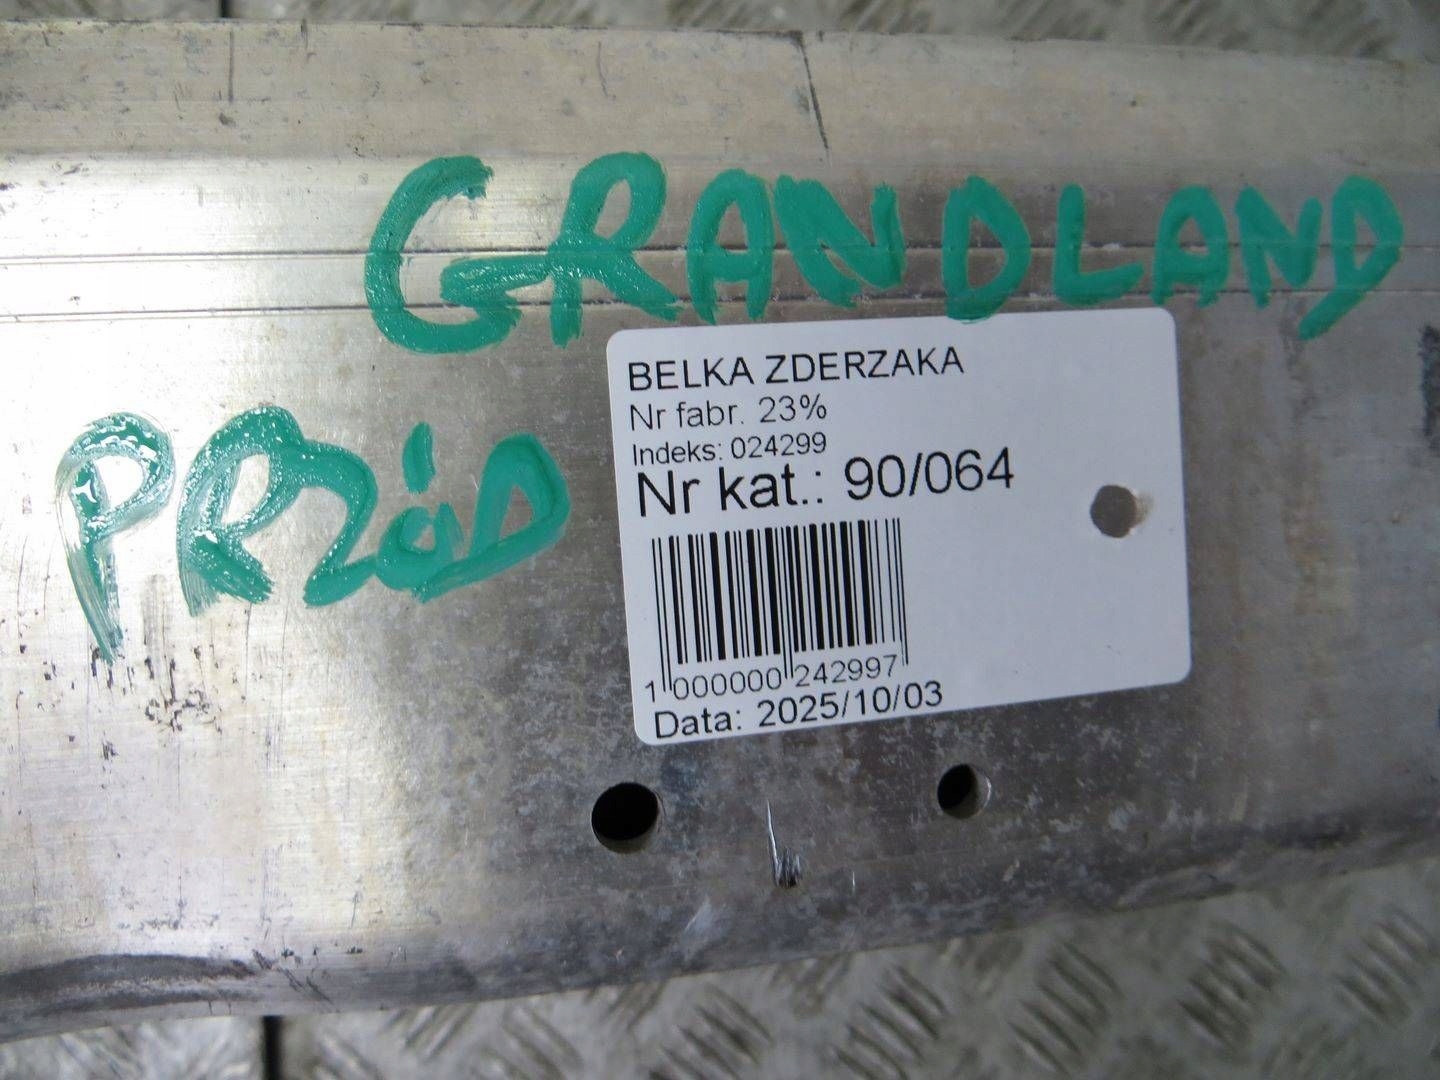 GRANDLAND
PRZÓD
BELKA ZDERZAKA
Nr fabr. 23%
Indeks: 024299
Nr kat.: 90/064
1 000000 242997
Data: 2025/10/03